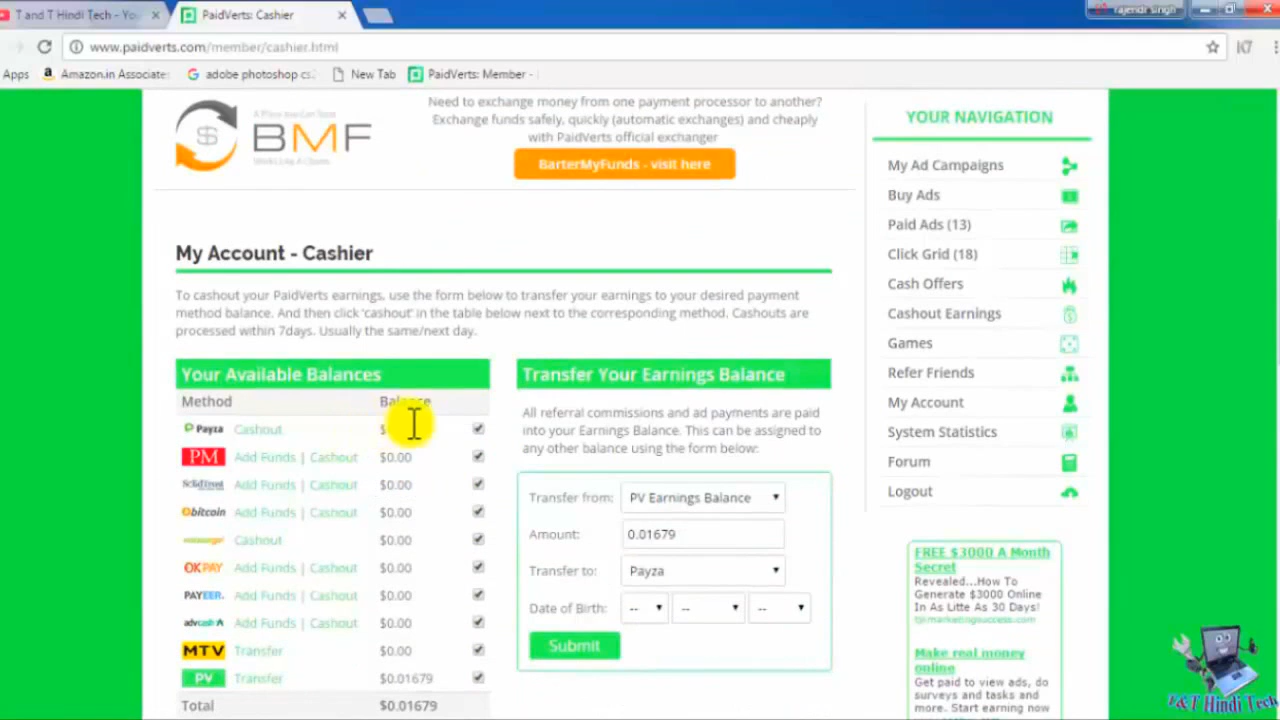 T and T Hindi Tech - You
PaidVerts: Cashier
rajendi singh
www.paidverts.com/member/cashier.html
Apps
Amazon.in Associate
adobe photoshop cs
New Tab
PaidVerts: Member -
BMF
Need to exchange money from one payment processor to another?
Exchange funds safely, quickly (automatic exchanges) and cheaply
with PaidVerts official exchanger
BarterMyFunds - visit here
My Account - Cashier
To cashout your PaidVerts earnings, use the form below to transfer your earnings to your desired payment
method balance. And then click 'cashout' in the table below next to the corresponding method. Cashouts are
processed within 7days. Usually the same/next day.
Your Available Balances
Method Balance
Payza Cashout $
PM Add Funds | Cashout $0.00
SolidTrust Add Funds | Cashout $0.00
bitcoin Add Funds | Cashout $0.00
Cashout $0.00
OKPAY Add Funds | Cashout $0.00
PAYEER Add Funds | Cashout $0.00
advcash Add Funds | Cashout $0.00
MTV Transfer $0.00
PV Transfer $0.01679
Total $0.01679
Transfer Your Earnings Balance
All referral commissions and ad payments are paid
into your Earnings Balance. This can be assigned to
any other balance using the form below:
Transfer from: PV Earnings Balance
Amount: 0.01679
Transfer to: Payza
Date of Birth: -- -- --
Submit
YOUR NAVIGATION
My Ad Campaigns
Buy Ads
Paid Ads (13)
Click Grid (18)
Cash Offers
Cashout Earnings
Games
Refer Friends
My Account
System Statistics
Forum
Logout
FREE $3000 A Month
Secret
Revealed...How To
Generate $3000 Online
In As Litte As 30 Days!
Make real money
online
Get paid to view ads, do
surveys and tasks and
more. Start earning now
T&T Hindi Tech